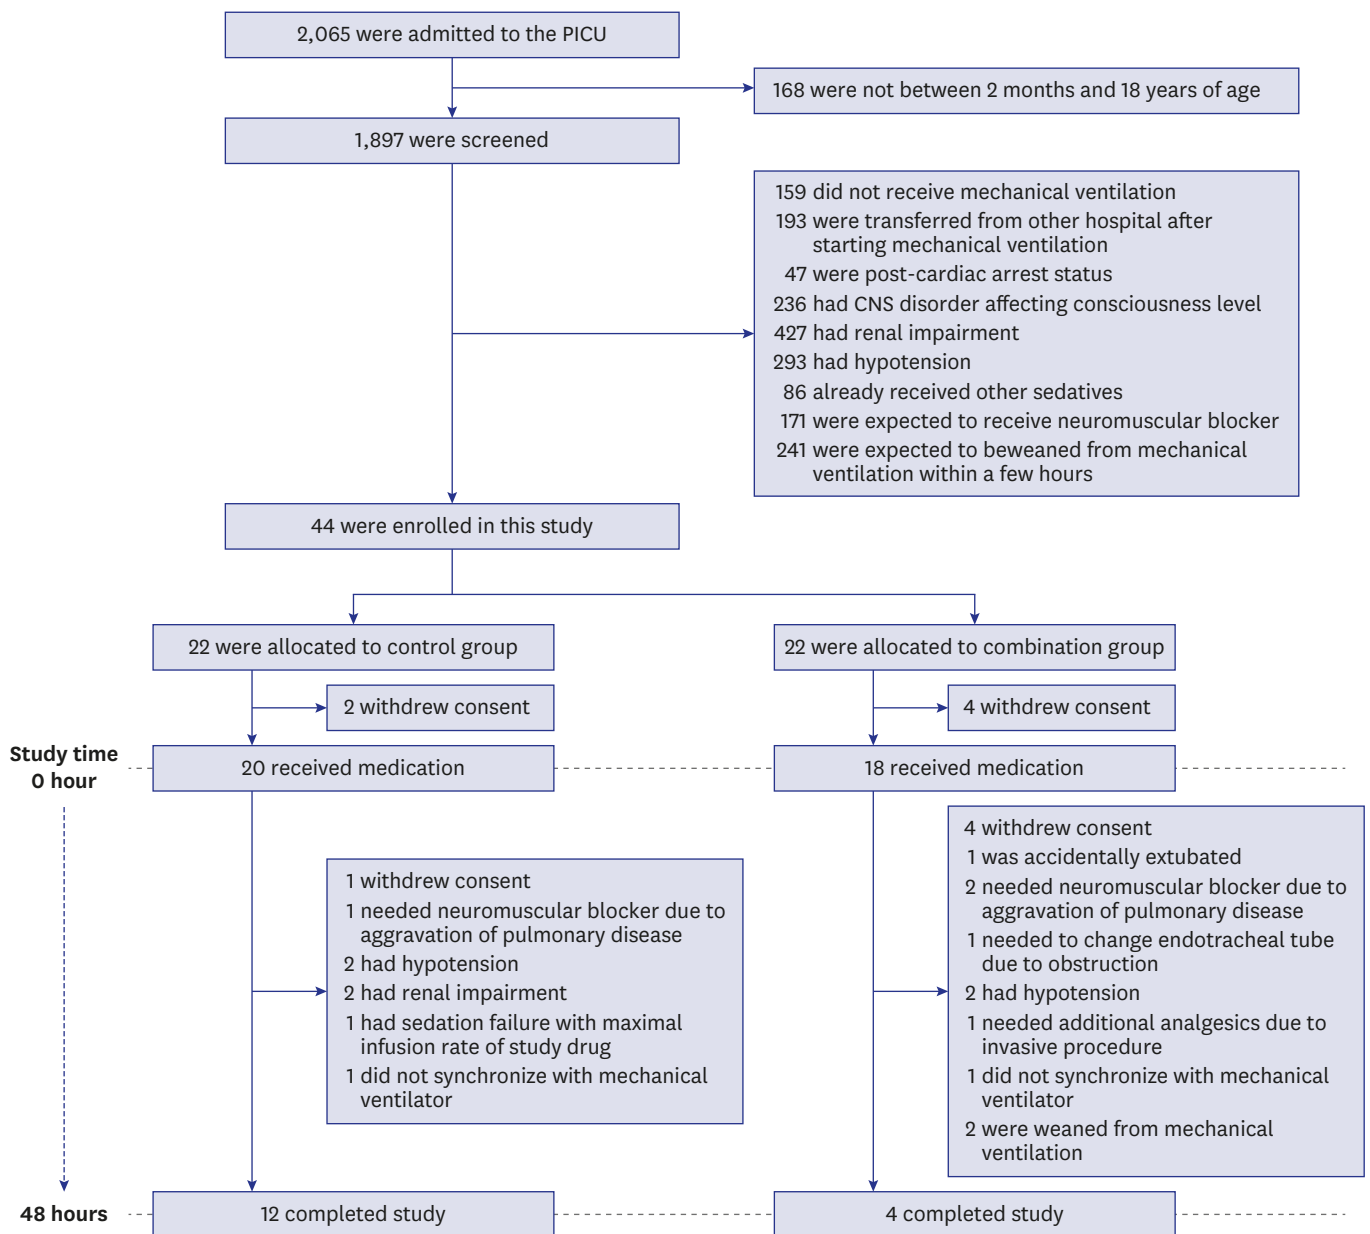 2,065 were admitted to the PICU
168 were not between 2 months and 18 years of age
1,897 were screened
159 did not receive mechanical ventilation
193 were transferred from other hospital after
starting mechanical ventilation
47 were post-cardiac arrest status
236 had CNS disorder affecting consciousness level
427 had renal impairment
293 had hypotension
86 already received other sedatives
171 were expected to receive neuromuscular blocker
241 were expected to beweaned from mechanical
ventilation within a few hours
44 were enrolled in this study
22 were allocated to control group
22 were allocated to combination group
2 withdrew consent
4 withdrew consent
Study time
0 hour
20 received medication
18 received medication
1 withdrew consent
1 needed neuromuscular blocker due to
aggravation of pulmonary disease
2 had hypotension
2 had renal impairment
1 had sedation failure with maximal
infusion rate of study drug
1 did not synchronize with mechanical
ventilator
4 withdrew consent
1 was accidentally extubated
2 needed neuromuscular blocker due to
aggravation of pulmonary disease
1 needed to change endotracheal tube
due to obstruction
2 had hypotension
1 needed additional analgesics due to
invasive procedure
1 did not synchronize with mechanical
ventilator
2 were weaned from mechanical
ventilation
48 hours
12 completed study
4 completed study